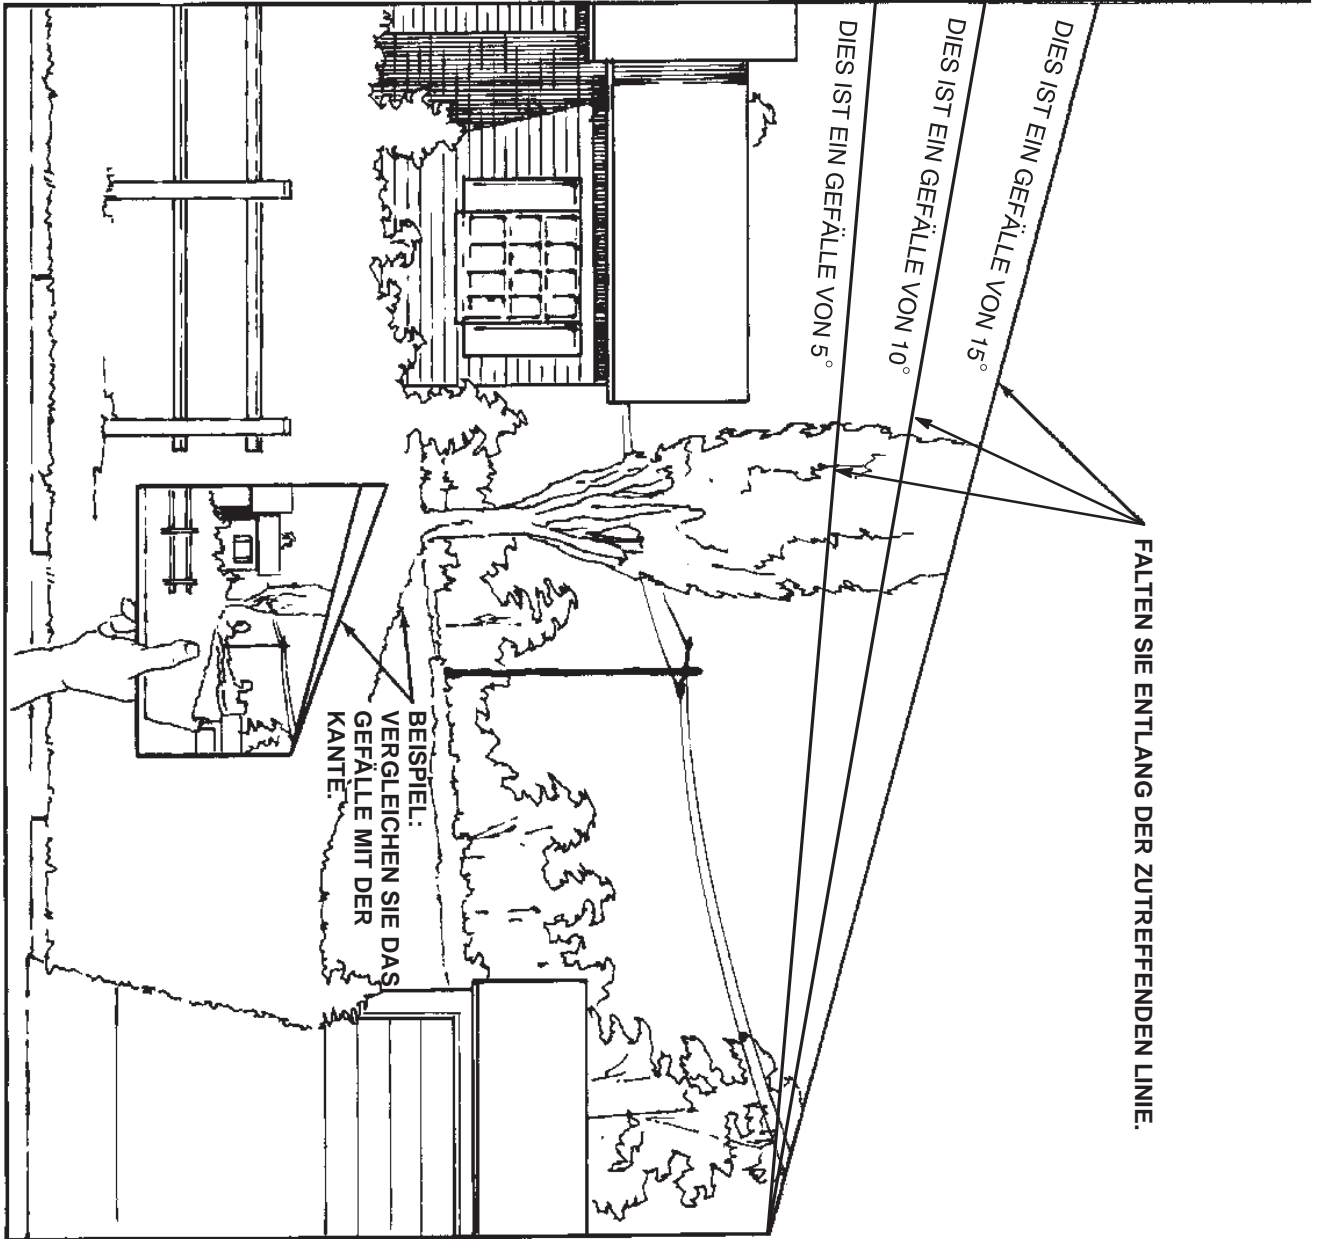 FALTEN SIE ENTLANG DER ZUTREFFENDEN LINIE.
DIES IST EIN GEFÄLLE VON 15°
DIES IST EIN GEFÄLLE VON 10°
DIES IST EIN GEFÄLLE VON 5°
BEISPIEL:
VERGLEICHEN SIE DAS
GEFÄLLE MIT DER
KANTE.